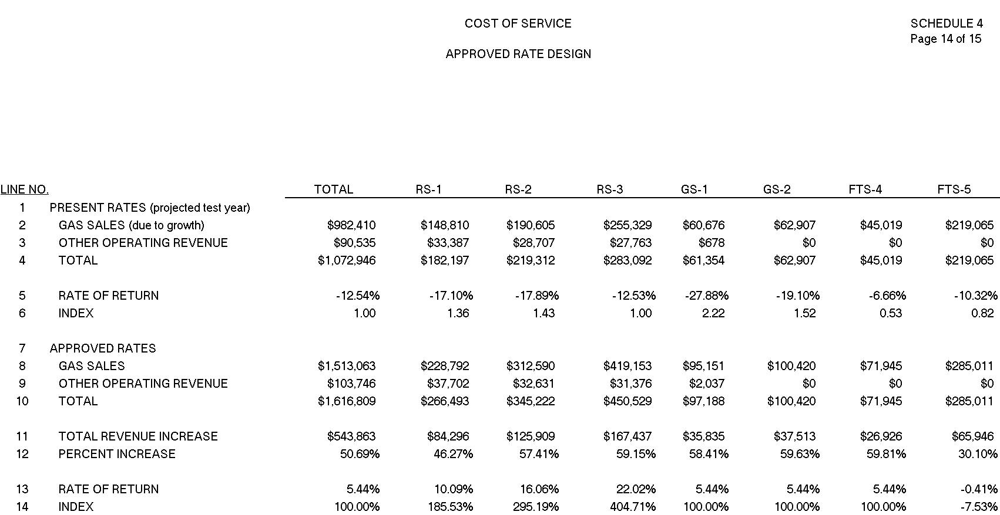 COST OF SERVICE SCHEDULE 4
Page 14 of 15
APPROVED RATE DESIGN
LINE NO. TOTAL RS-1 RS-2 RS-3 GS-1 GS-2 FTS-4 FTS-5
1 PRESENT RATES (projected test year)
2 GAS SALES (due to growth) $982,410 $148,810 $190,605 $255,329 $60,676 $62,907 $45,019 $219,065
3 OTHER OPERATING REVENUE $90,535 $33,387 $28,707 $27,763 $678 $0 $0 $0
4 TOTAL $1,072,946 $182,197 $219,312 $283,092 $61,354 $62,907 $45,019 $219,065
5 RATE OF RETURN -12.54% -17.10% -17.89% -12.53% -27.88% -19.10% -6.66% -10.32%
6 INDEX 1.00 1.36 1.43 1.00 2.22 1.52 0.53 0.82
7 APPROVED RATES
8 GAS SALES $1,513,063 $228,792 $312,590 $419,153 $95,151 $100,420 $71,945 $285,011
9 OTHER OPERATING REVENUE $103,746 $37,702 $32,631 $31,376 $2,037 $0 $0 $0
10 TOTAL $1,616,809 $266,493 $345,222 $450,529 $97,188 $100,420 $71,945 $285,011
11 TOTAL REVENUE INCREASE $543,863 $84,296 $125,909 $167,437 $35,835 $37,513 $26,926 $65,946
12 PERCENT INCREASE 50.69% 46.27% 57.41% 59.15% 58.41% 59.63% 59.81% 30.10%
13 RATE OF RETURN 5.44% 10.09% 16.06% 22.02% 5.44% 5.44% 5.44% -0.41%
14 INDEX 100.00% 185.53% 295.19% 404.71% 100.00% 100.00% 100.00% -7.53%